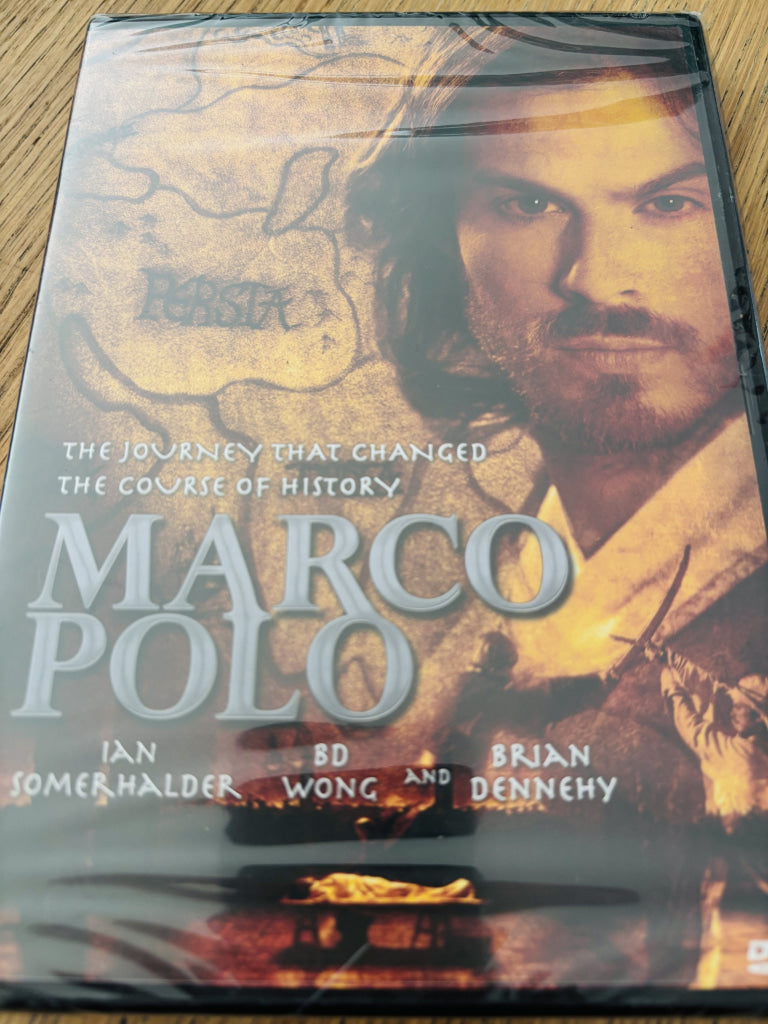 PERSIA
THE JOURNEY THAT CHANGED
THE COURSE OF HISTORY
MARCO
POLO
IAN
SOMERHALDER
BD
WONG
AND
BRIAN
DENNEHY